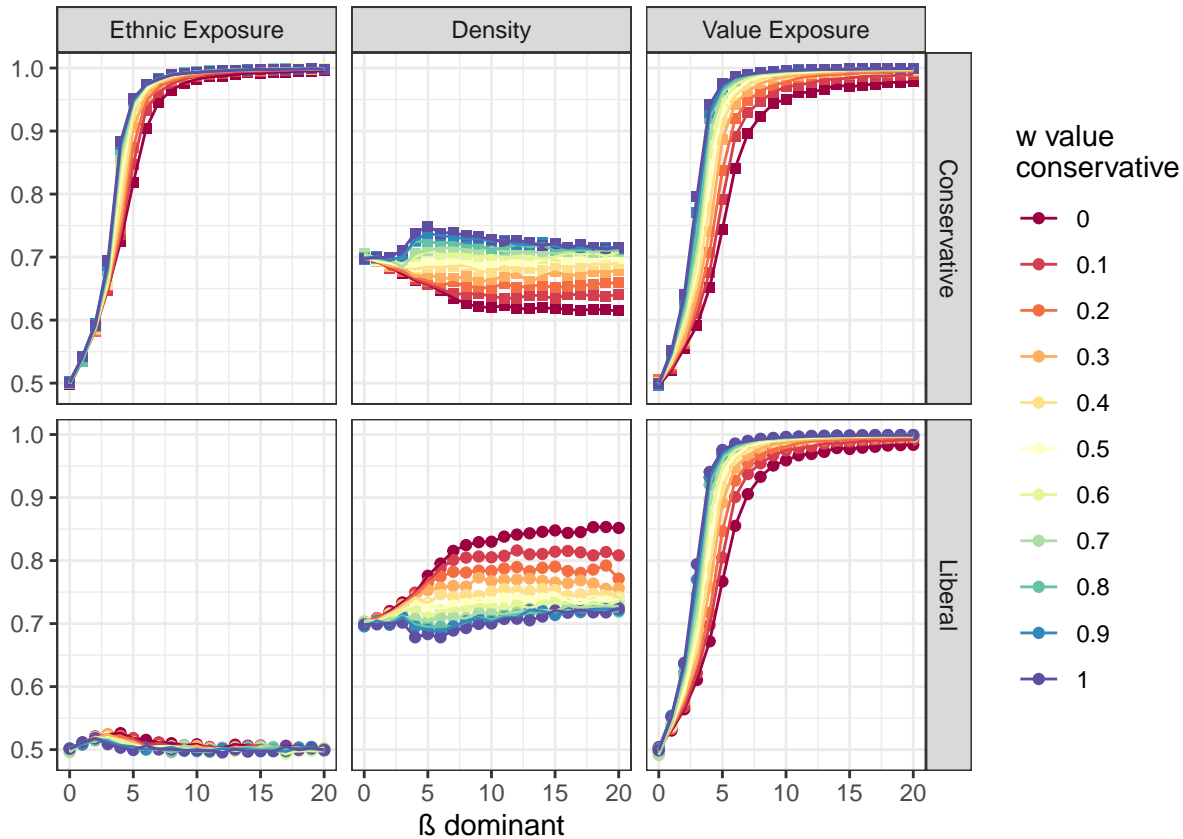 Ethnic Exposure
Density
Value Exposure
1.0
0.9
0.8
0.7
0.6
0.5
Conservative
1.0
0.9
0.8
0.7
0.6
0.5
Liberal
0 5 10 15 20
0 5 10 15 20
0 5 10 15 20
ß dominant
w value
conservative
0
0.1
0.2
0.3
0.4
0.5
0.6
0.7
0.8
0.9
1